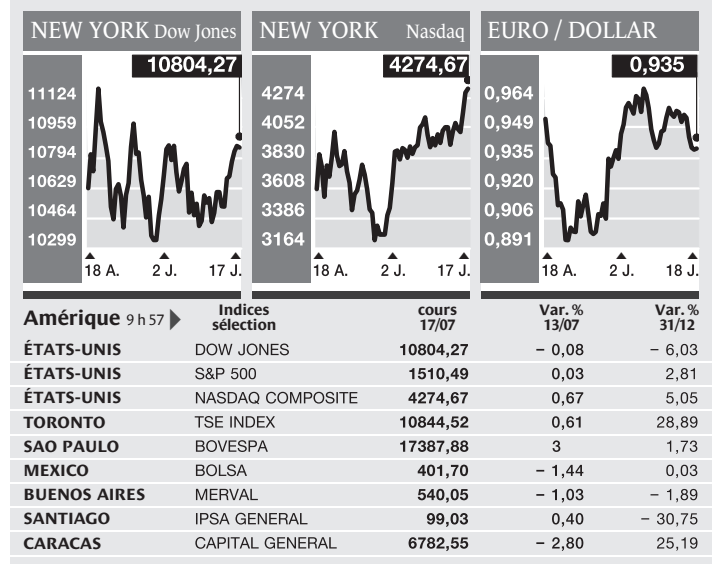 NEW YORK Dow Jones
10804,27
11124
10959
10794
10629
10464
10299
18 A. 2 J. 17 J.
NEW YORK Nasdaq
4274,67
4274
4052
3830
3608
3386
3164
18 A. 2 J. 17 J.
EURO / DOLLAR
0,935
0,964
0,949
0,935
0,920
0,906
0,891
18 A. 2 J. 18 J.
Amérique 9 h 57 Indices sélection cours 17/07 Var. % 13/07 Var. % 31/12
ÉTATS-UNIS DOW JONES 10804,27 – 0,08 – 6,03
ÉTATS-UNIS S&P 500 1510,49 0,03 2,81
ÉTATS-UNIS NASDAQ COMPOSITE 4274,67 0,67 5,05
TORONTO TSE INDEX 10844,52 0,61 28,89
SAO PAULO BOVESPA 17387,88 3 1,73
MEXICO BOLSA 401,70 – 1,44 0,03
BUENOS AIRES MERVAL 540,05 – 1,03 – 1,89
SANTIAGO IPSA GENERAL 99,03 0,40 – 30,75
CARACAS CAPITAL GENERAL 6782,55 – 2,80 25,19